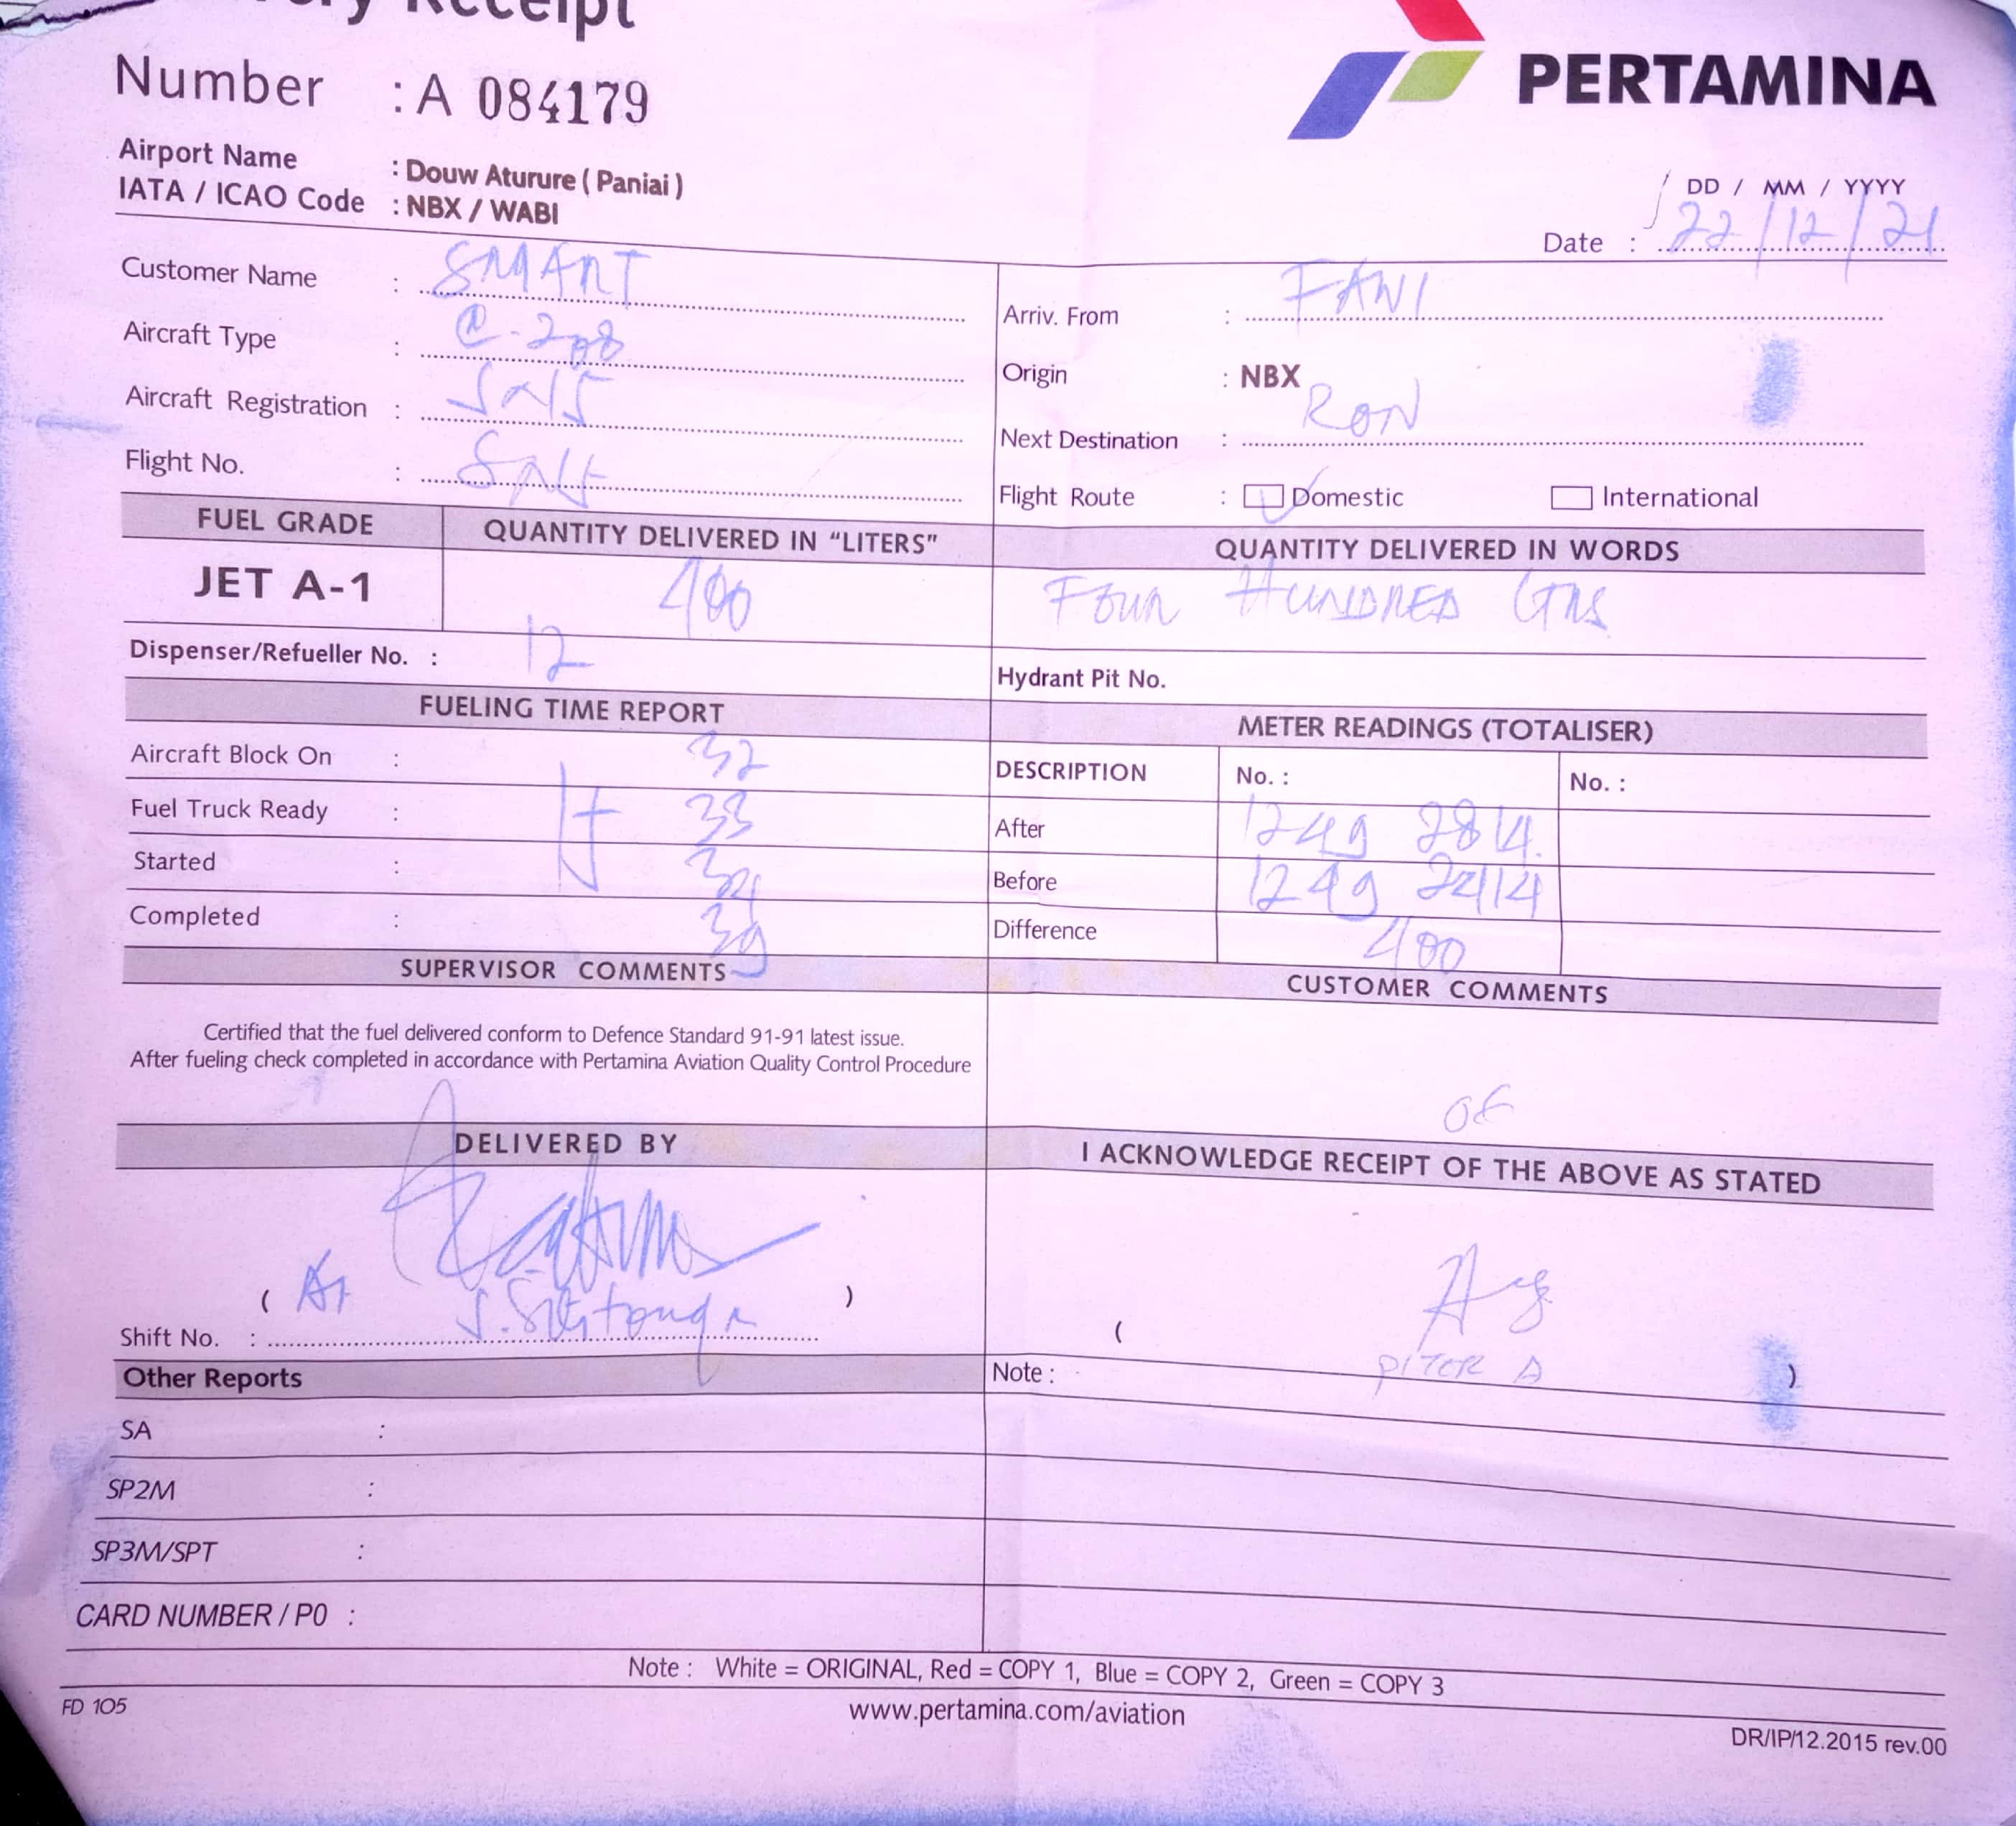 Receipt
Number : A 084179
PERTAMINA
Airport Name : Douw Aturure ( Paniai )
IATA / ICAO Code : NBX / WABI
DD / MM / YYYY
Date : 22/12/21
Customer Name : SMART
Aircraft Type : C-208
Aircraft Registration :
Flight No. :
Arriv. From : FAWI
Origin : NBX
Next Destination : RON
Flight Route : Domestic International
FUEL GRADE QUANTITY DELIVERED IN “LITERS” QUANTITY DELIVERED IN WORDS
JET A-1 400 FOUR HUNDRED LTRS
Dispenser/Refueller No. : 12
Hydrant Pit No.
FUELING TIME REPORT
Aircraft Block On : 32
Fuel Truck Ready : 33
Started : 34
Completed : 39
METER READINGS (TOTALISER)
DESCRIPTION No. : No. :
After 1249 2814.
Before 1249 2414
Difference 400
SUPERVISOR COMMENTS
Certified that the fuel delivered conform to Defence Standard 91-91 latest issue.
After fueling check completed in accordance with Pertamina Aviation Quality Control Procedure
CUSTOMER COMMENTS
DELIVERED BY
( )
Shift No. :
I ACKNOWLEDGE RECEIPT OF THE ABOVE AS STATED
( PITER A )
Other Reports
Note :
SA :
SP2M :
SP3M/SPT :
CARD NUMBER / P0 :
Note : White = ORIGINAL, Red = COPY 1, Blue = COPY 2, Green = COPY 3
FD 105
www.pertamina.com/aviation
DR/IP/12.2015 rev.00